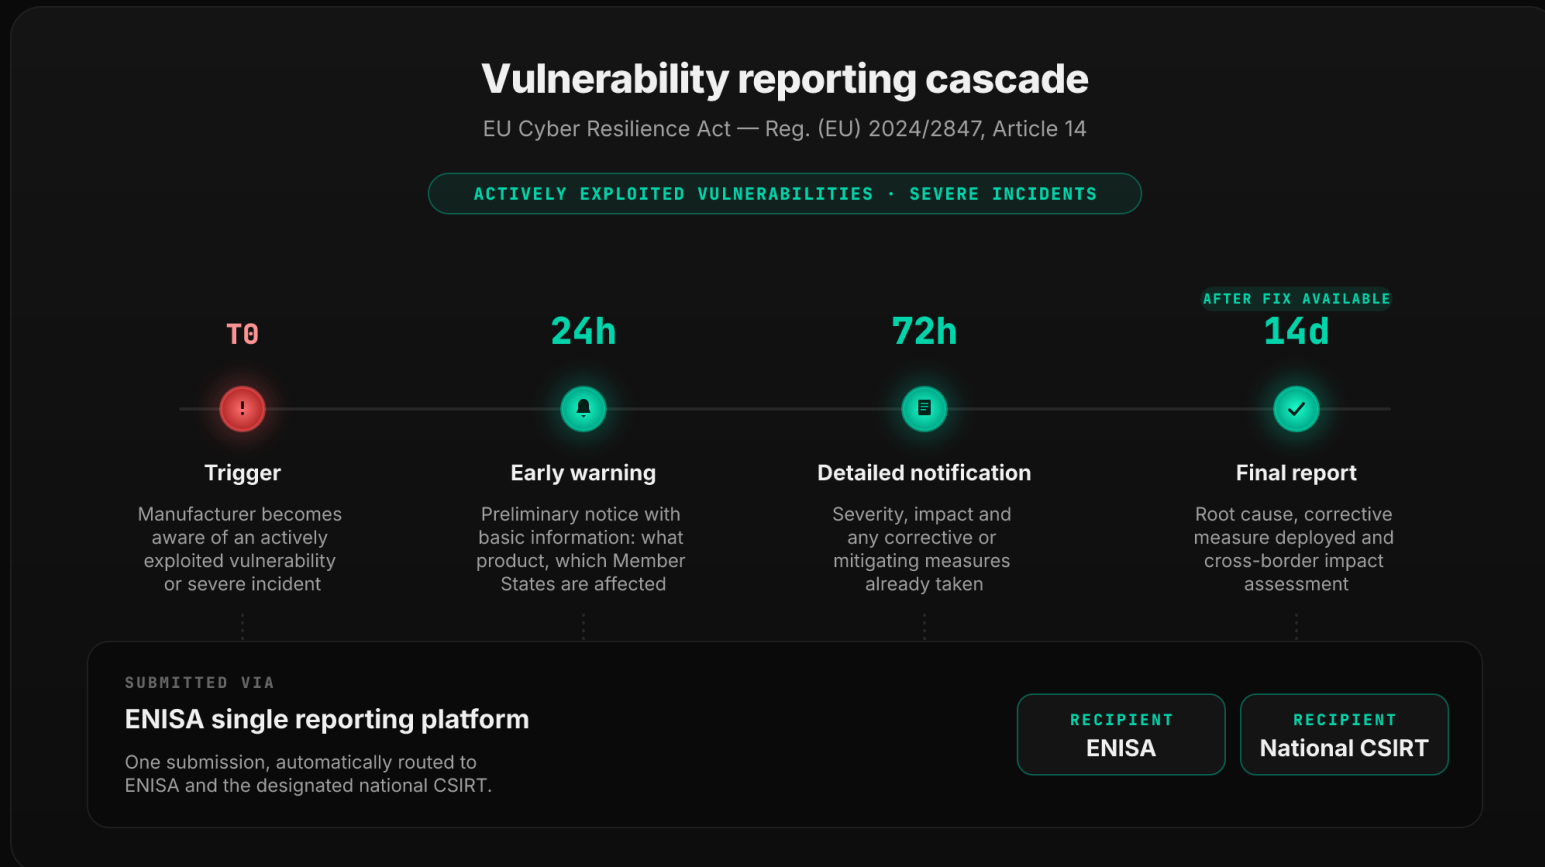 Vulnerability reporting cascade
EU Cyber Resilience Act — Reg. (EU) 2024/2847, Article 14
ACTIVELY EXPLOITED VULNERABILITIES · SEVERE INCIDENTS
T0
Trigger
Manufacturer becomes
aware of an actively
exploited vulnerability
or severe incident
24h
Early warning
Preliminary notice with
basic information: what
product, which Member
States are affected
72h
Detailed notification
Severity, impact and
any corrective or
mitigating measures
already taken
AFTER FIX AVAILABLE
14d
Final report
Root cause, corrective
measure deployed and
cross-border impact
assessment
SUBMITTED VIA
ENISA single reporting platform
One submission, automatically routed to
ENISA and the designated national CSIRT.
RECIPIENT
ENISA
RECIPIENT
National CSIRT